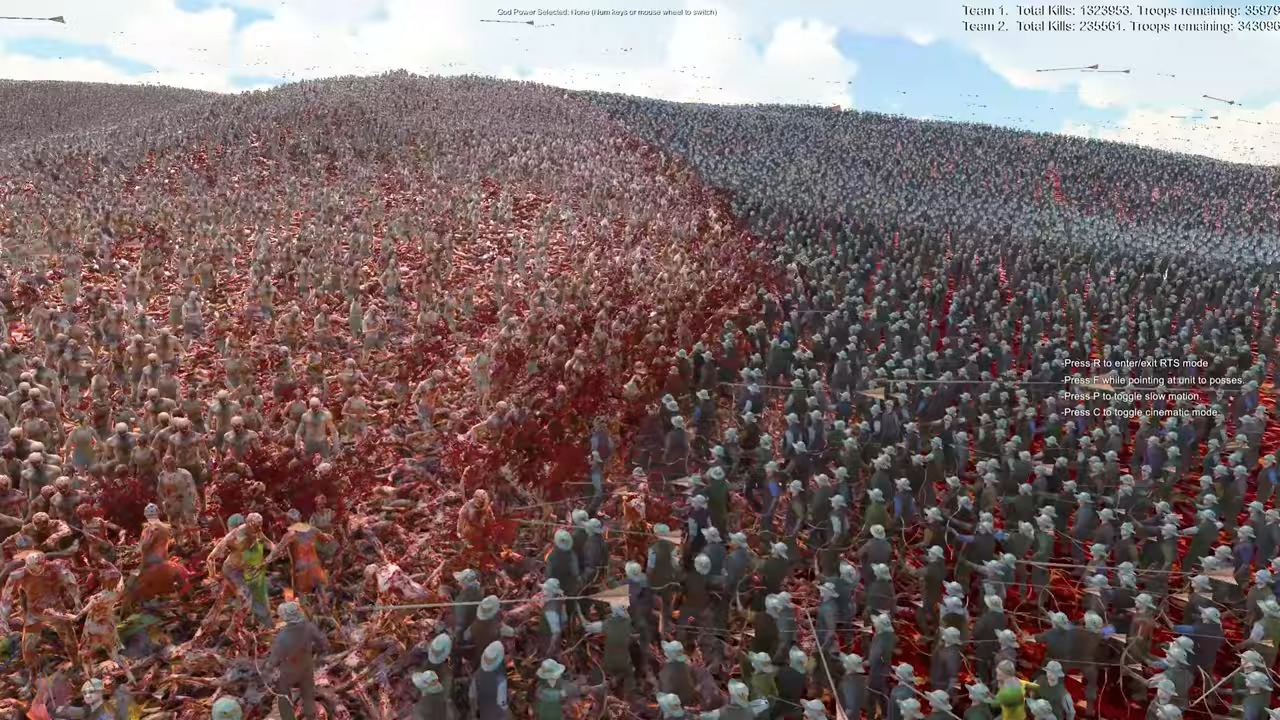 God Power Selected: None (Num keys or mouse wheel to switch)
Team 1. Total Kills: 1323953. Troops remaining: 35979
Team 2. Total Kills: 235561. Troops remaining: 343096
-Press R to enter/exit RTS mode
-Press F while pointing at unit to posses.
-Press P to toggle slow motion.
-Press C to toggle cinematic mode.